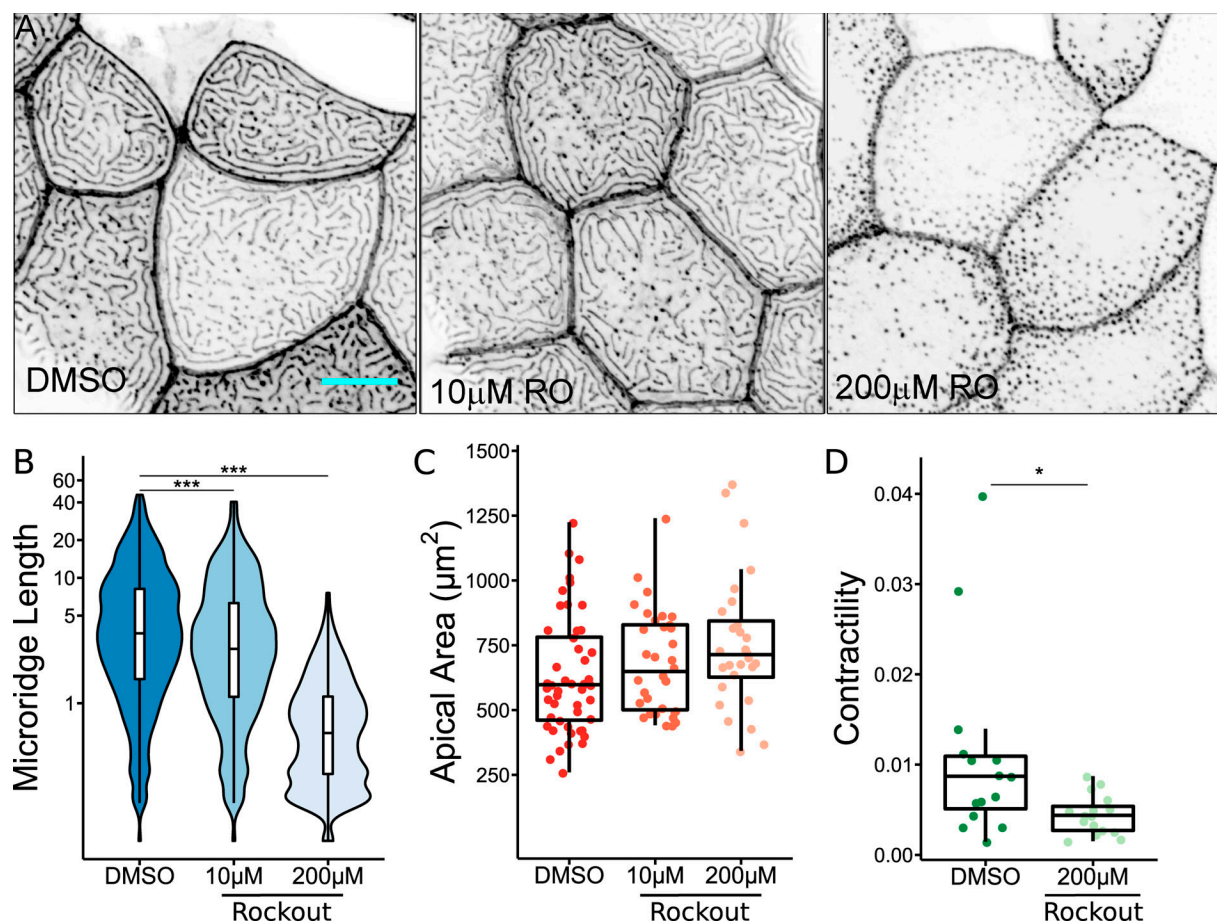 A
DMSO
10µM RO
200µM RO
B
Microridge Length
60
40
20
10
5
1
***
***
DMSO
10µM
200µM
Rockout
C
Apical Area (µm²)
1500
1250
1000
750
500
250
DMSO
10µM
200µM
Rockout
D
Contractility
0.04
0.03
0.02
0.01
0.00
*
DMSO
200µM
Rockout